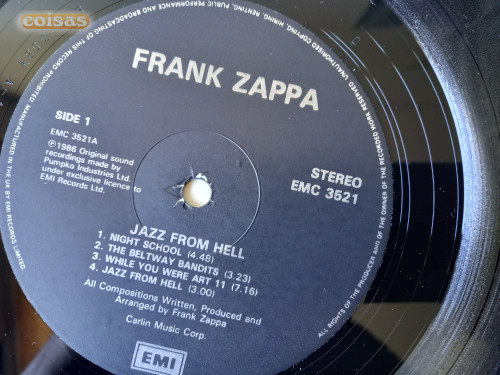 coisas
MANUFACTURED IN THE UK BY EMI RECORDS LIMITED.
OF THIS RECORD PROHIBITED.
ALL RIGHTS OF THE PRODUCER AND OF THE OWNER OF THE RECORDED WORK RESERVED
UNAUTHORISED COPYING, HIRING, RENTING, PUBLIC PERFORMANCE AND BROADCASTING
FRANK ZAPPA
SIDE 1
EMC 3521A
℗1986 Original sound
recordings made by
Pumpko Industries Ltd.
under exclusive licence to
EMI Records Ltd.
STEREO
EMC 3521
JAZZ FROM HELL
1. NIGHT SCHOOL (4.48)
2. THE BELTWAY BANDITS (3.23)
3. WHILE YOU WERE ART 11 (7.16)
4. JAZZ FROM HELL (3.00)
All Compositions Written, Produced and
Arranged by Frank Zappa
Carlin Music Corp.
EMI